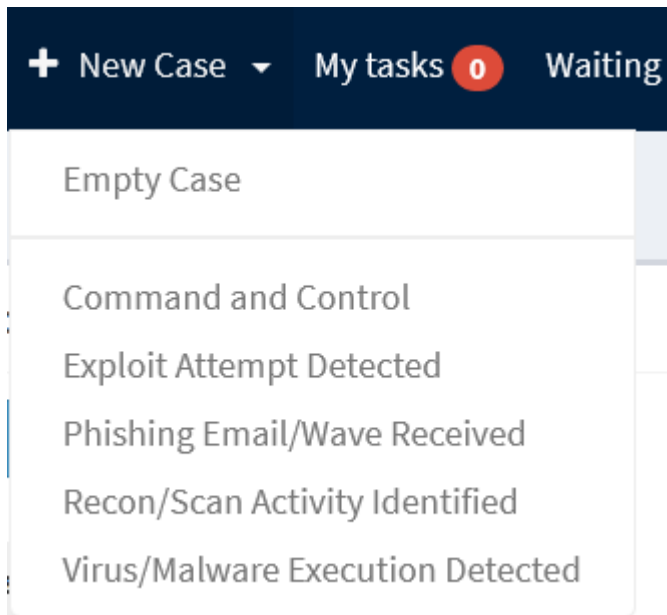 + New Case My tasks 0 Waiting
Empty Case
Command and Control
Exploit Attempt Detected
Phishing Email/Wave Received
Recon/Scan Activity Identified
Virus/Malware Execution Detected